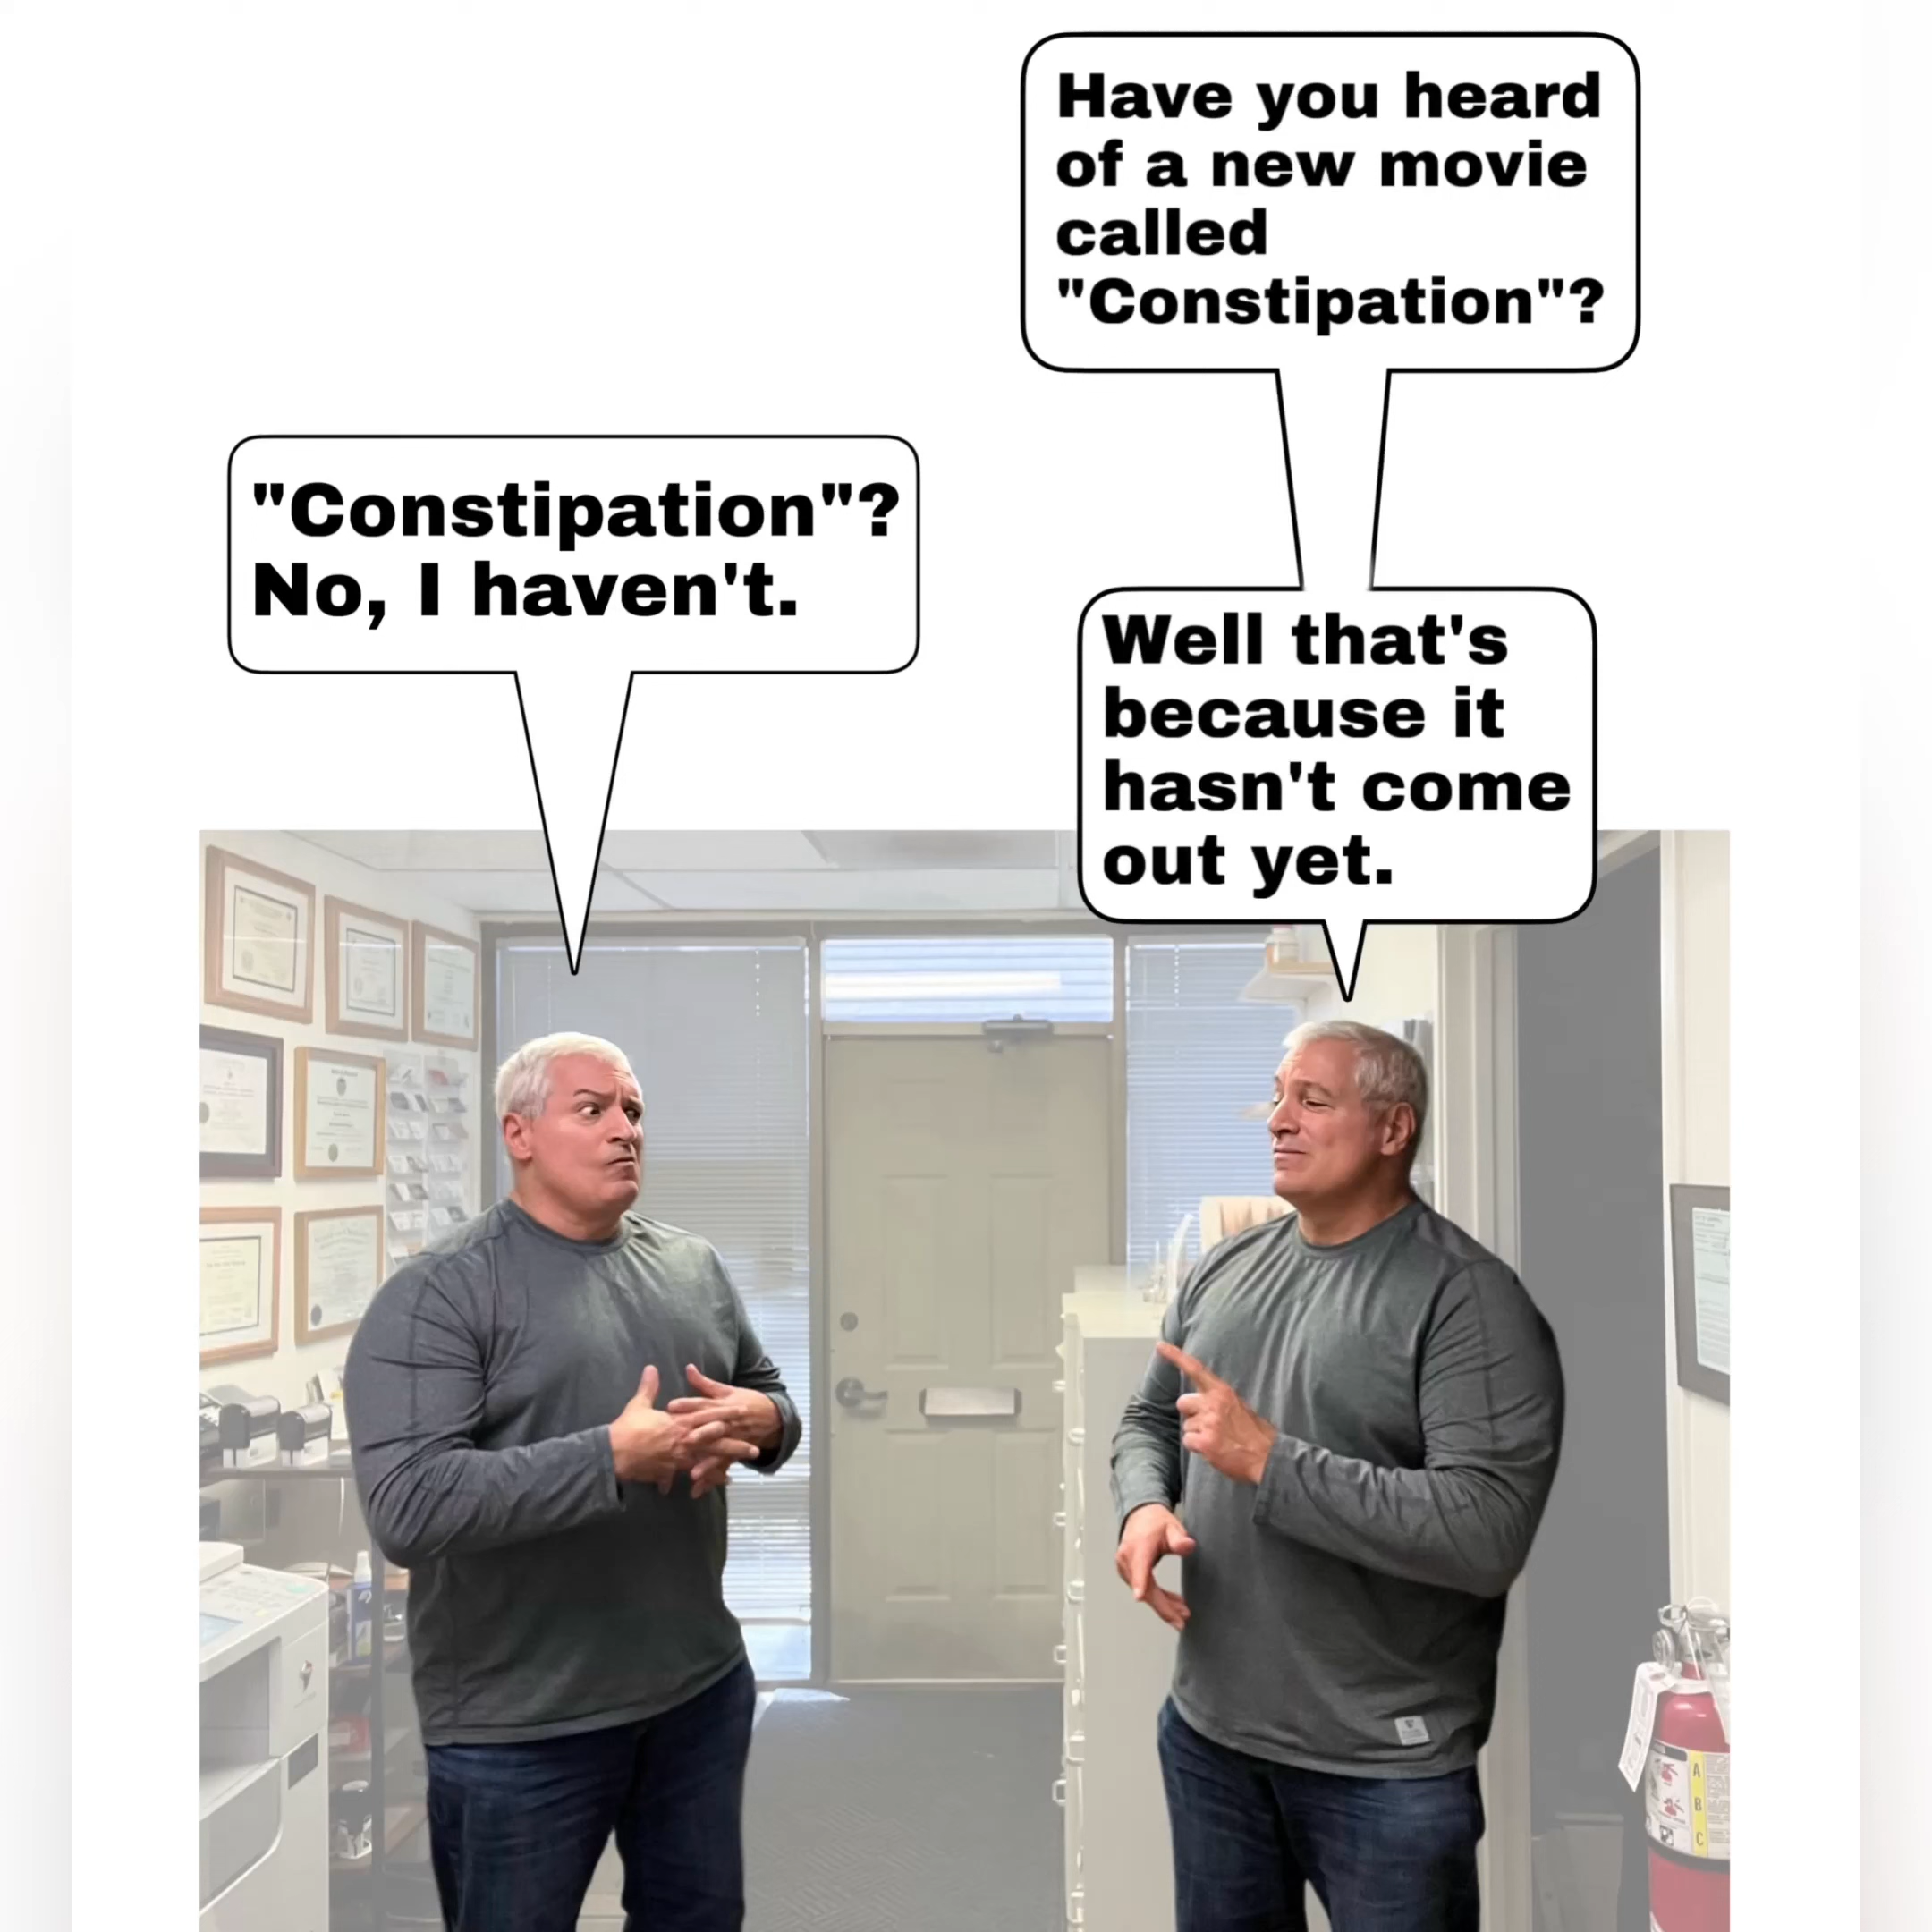 Have you heard
of a new movie
called
"Constipation"?
"Constipation"?
No, I haven't.
Well that's
because it
hasn't come
out yet.
A
B
C